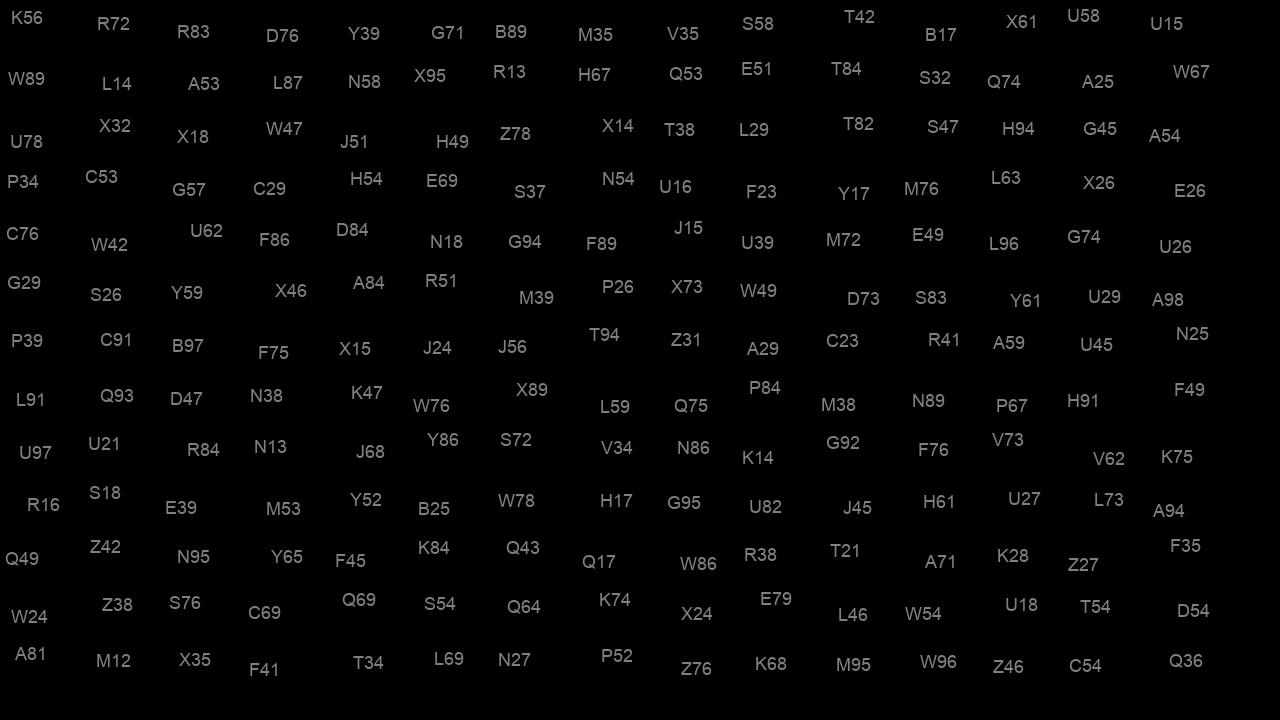 K56 R72 R83 D76 Y39 G71 B89 M35 V35 S58 T42 B17 X61 U58 U15
W89 L14 A53 L87 N58 X95 R13 H67 Q53 E51 T84 S32 Q74 A25 W67
U78 X32 X18 W47 J51 H49 Z78 X14 T38 L29 T82 S47 H94 G45 A54
P34 C53 G57 C29 H54 E69 S37 N54 U16 F23 Y17 M76 L63 X26 E26
C76 W42 U62 F86 D84 N18 G94 F89 J15 U39 M72 E49 L96 G74 U26
G29 S26 Y59 X46 A84 R51 M39 P26 X73 W49 D73 S83 Y61 U29 A98
P39 C91 B97 F75 X15 J24 J56 T94 Z31 A29 C23 R41 A59 U45 N25
L91 Q93 D47 N38 K47 W76 X89 L59 Q75 P84 M38 N89 P67 H91 F49
U97 U21 R84 N13 J68 Y86 S72 V34 N86 K14 G92 F76 V73 V62 K75
R16 S18 E39 M53 Y52 B25 W78 H17 G95 U82 J45 H61 U27 L73 A94
Q49 Z42 N95 Y65 F45 K84 Q43 Q17 W86 R38 T21 A71 K28 Z27 F35
W24 Z38 S76 C69 Q69 S54 Q64 K74 X24 E79 L46 W54 U18 T54 D54
A81 M12 X35 F41 T34 L69 N27 P52 Z76 K68 M95 W96 Z46 C54 Q36